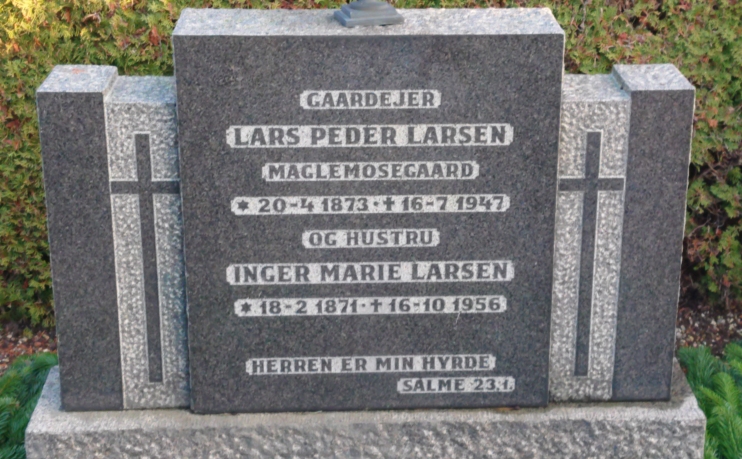 GAARDEJER
LARS PEDER LARSEN
MAGLEMOSEGAARD
* 20-4 1873 · ✝ 16-7 1947
OG HUSTRU
INGER MARIE LARSEN
* 18-2 1871 · ✝ 16-10 1956
HERREN ER MIN HYRDE
SALME 23.1.